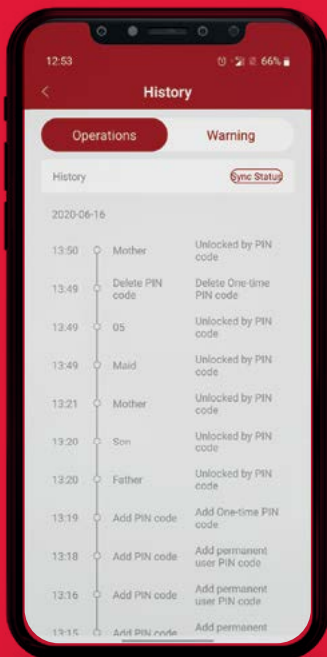 12:53
66%
History
Operations
Warning
History
Sync Status
2020-06-16
13:50 Mother Unlocked by PIN
code
13:49 Delete PIN Delete One-time
code PIN code
13:49 05 Unlocked by PIN
code
13:49 Maid Unlocked by PIN
code
13:21 Mother Unlocked by PIN
code
13:20 Son Unlocked by PIN
code
13:20 Father Unlocked by PIN
code
13:19 Add PIN code Add One-time PIN
code
13:18 Add PIN code Add permanent
user PIN code
13:16 Add PIN code Add permanent
user PIN code
13:15 Add PIN code Add permanent